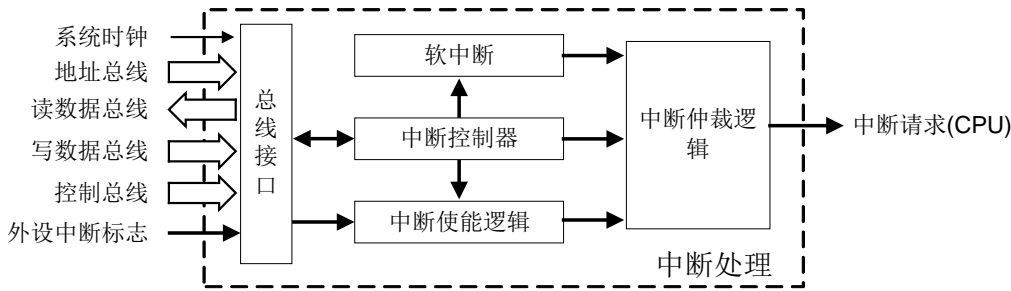 系统时钟
地址总线
读数据总线
写数据总线
控制总线
外设中断标志
总线接口
软中断
中断控制器
中断使能逻辑
中断仲裁逻
辑
中断请求(CPU)
中断处理